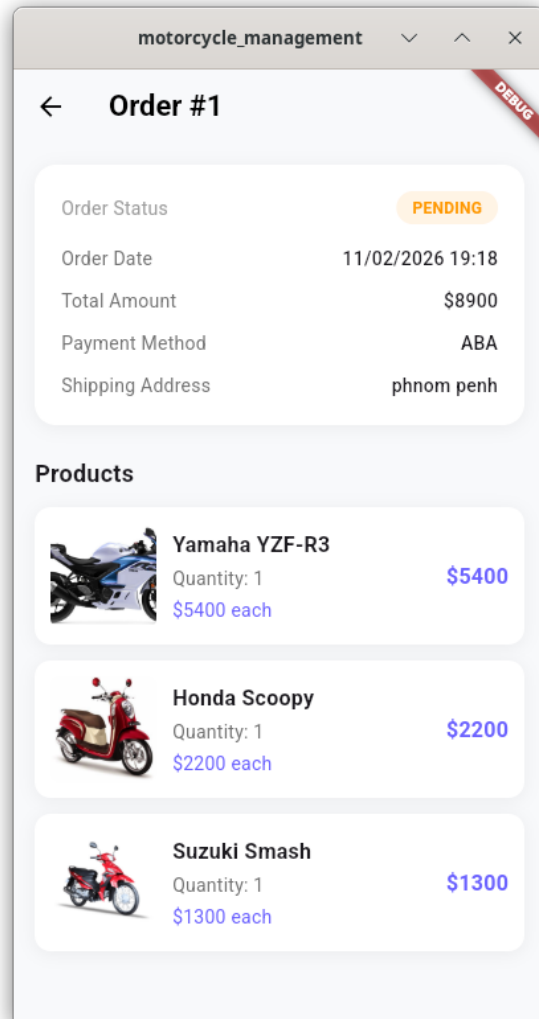 motorcycle_management
DEBUG
Order #1
Order Status PENDING
Order Date 11/02/2026 19:18
Total Amount $8900
Payment Method ABA
Shipping Address phnom penh
Products
Yamaha YZF-R3
Quantity: 1 $5400
$5400 each
Honda Scoopy
Quantity: 1 $2200
$2200 each
Suzuki Smash
Quantity: 1 $1300
$1300 each